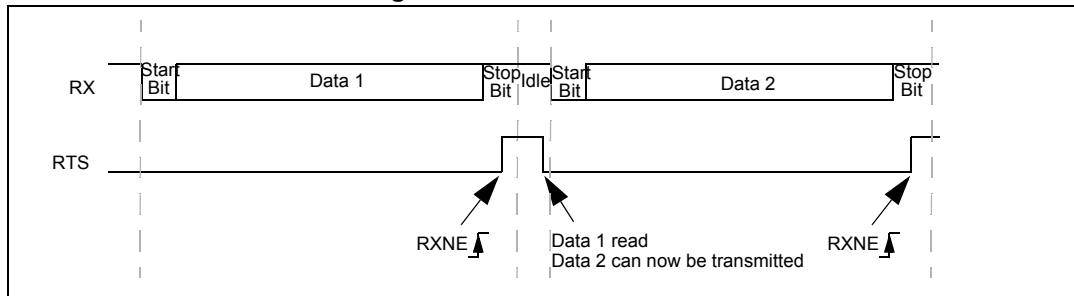 RX
Start Bit
Data 1
Stop Bit
Idle
Start Bit
Data 2
Stop Bit
RTS
RXNE
Data 1 read
Data 2 can now be transmitted
RXNE